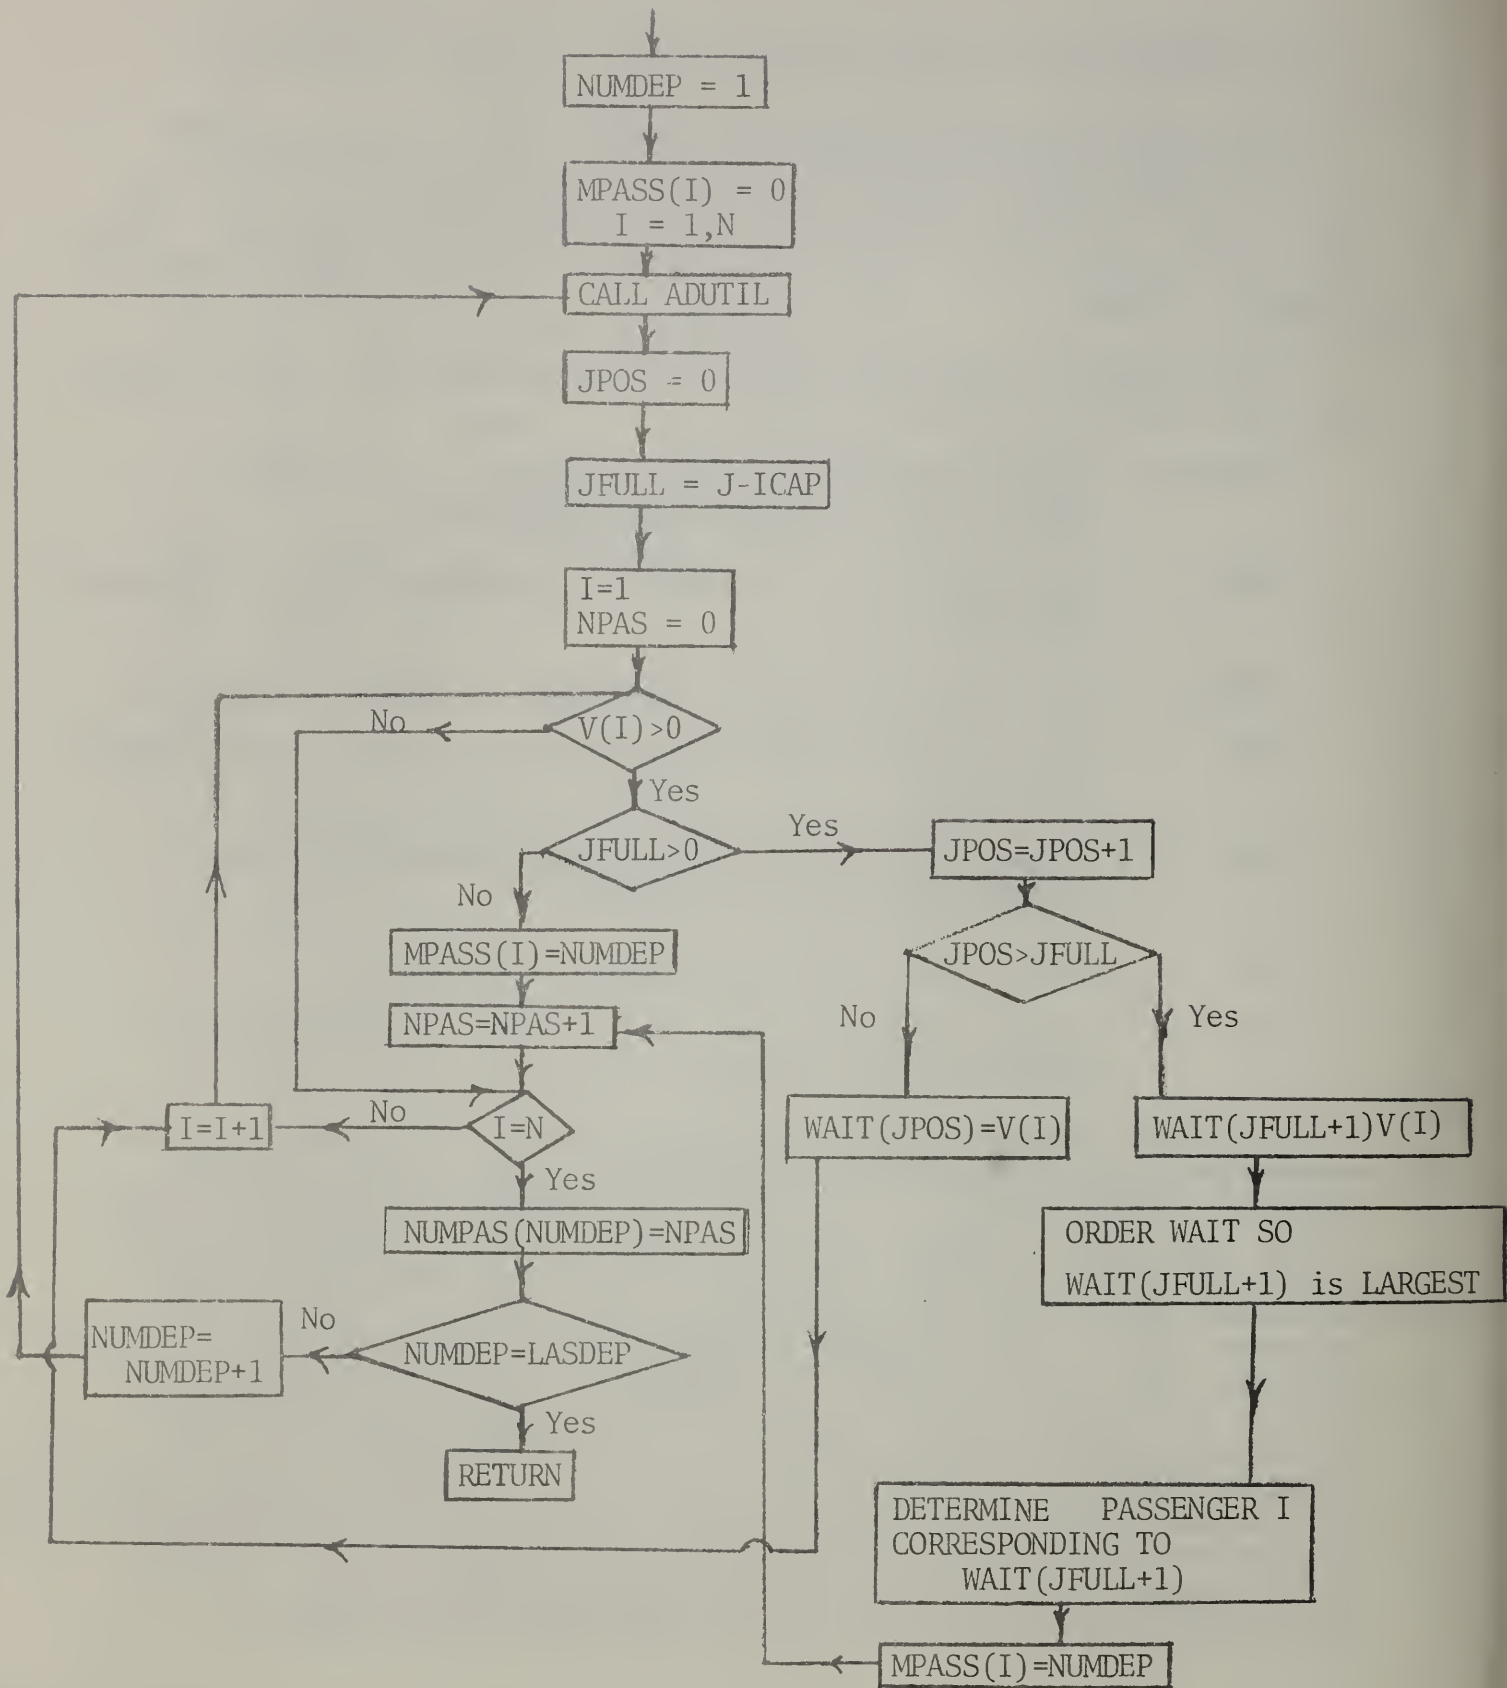 NUMDEP = 1
MPASS(I) = 0
I = 1,N
CALL ADUTIL
JPOS = 0
JFULL = J-ICAP
I=1
NPAS = 0
V(I)>0
No
Yes
JFULL>0
Yes
JPOS=JPOS+1
No
MPASS(I)=NUMDEP
JPOS>JFULL
NPAS=NPAS+1
No
Yes
I=I+1
No
I=N
WAIT(JPOS)=V(I)
WAIT(JFULL+1)V(I)
Yes
NUMPAS(NUMDEP)=NPAS
ORDER WAIT SO
WAIT(JFULL+1) is LARGEST
NUMDEP=
NUMDEP+1
No
NUMDEP=LASDEP
Yes
RETURN
DETERMINE PASSENGER I
CORRESPONDING TO
WAIT(JFULL+1)
MPASS(I)=NUMDEP